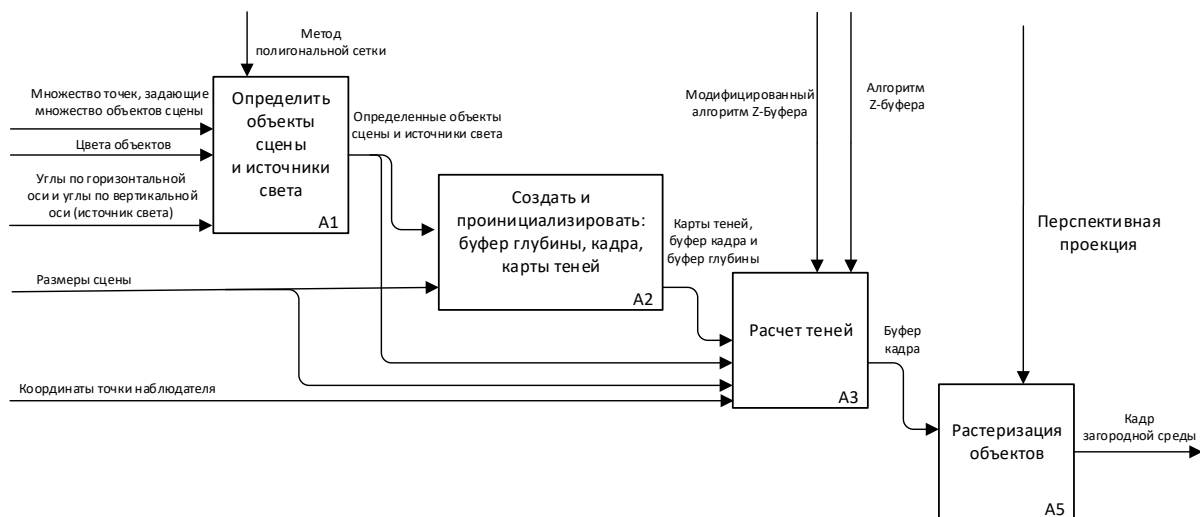 Метод
полигональной сетки
Множество точек, задающие
множество объектов сцены
Цвета объектов
Углы по горизонтальной
оси и углы по вертикальной
оси (источник света)
Определить
объекты
сцены
и источники
света
A1
Определенные объекты
сцены и источники света
Размеры сцены
Создать и
проинициализировать:
буфер глубины, кадра,
карты теней
A2
Карты теней,
буфер кадра и
буфер глубины
Модифицированный
алгоритм Z-Буфера
Алгоритм
Z-буфера
Координаты точки наблюдателя
Расчет теней
A3
Буфер
кадра
Перспективная
проекция
Растеризация
объектов
A5
Кадр
загородной среды